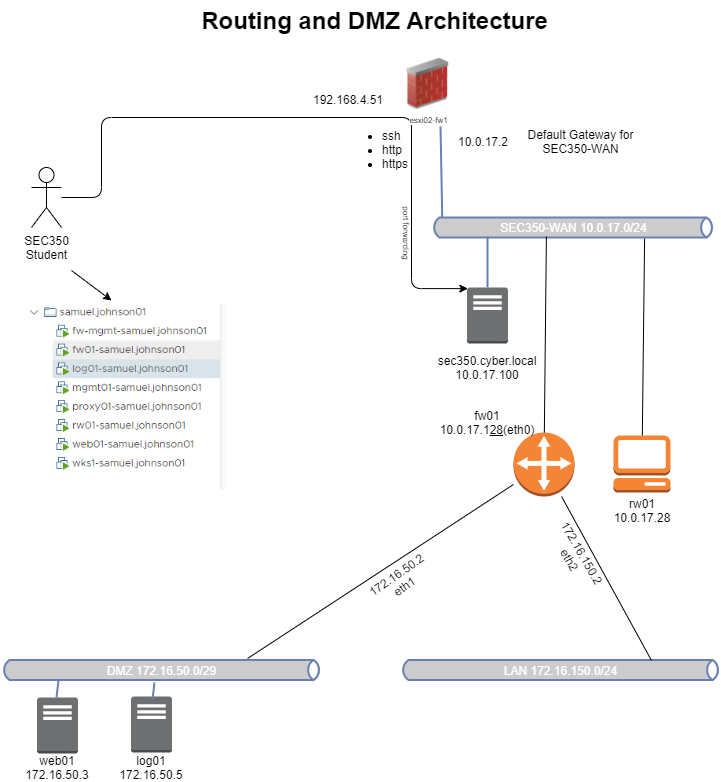 Routing and DMZ Architecture
192.168.4.51
esxi02-fw1
ssh
http
https
10.0.17.2
Default Gateway for
SEC350-WAN
port forwarding
SEC350
Student
SEC350-WAN 10.0.17.0/24
samuel.johnson01
fw-mgmt-samuel.johnson01
fw01-samuel.johnson01
log01-samuel.johnson01
mgmt01-samuel.johnson01
proxy01-samuel.johnson01
rw01-samuel.johnson01
web01-samuel.johnson01
wks1-samuel.johnson01
sec350.cyber.local
10.0.17.100
fw01
10.0.17.128(eth0)
rw01
10.0.17.28
172.16.50.2
eth1
172.16.150.2
eth2
DMZ 172.16.50.0/29
LAN 172.16.150.0/24
web01
172.16.50.3
log01
172.16.50.5